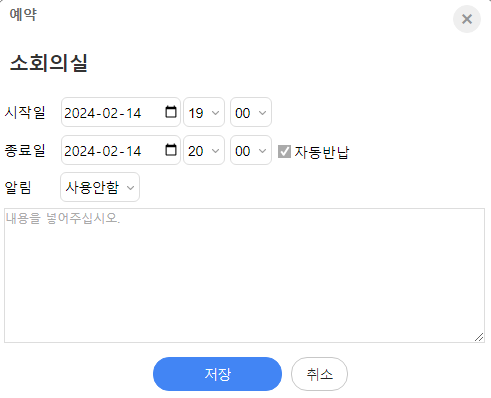 예약
소회의실
시작일 2024-02-14 19 00
종료일 2024-02-14 20 00 자동반납
알림 사용안함
내용을 넣어주십시오.
저장 취소